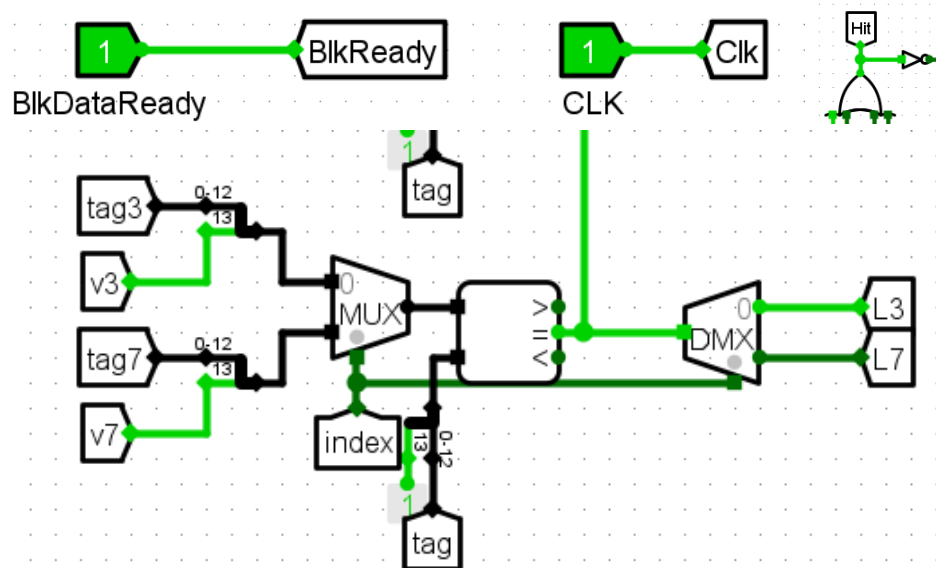 1
BlkReady
BlkDataReady
1
Clk
CLK
Hit
1
tag
tag3
0-12
13
v3
0
MUX
>
=
<
0
DMX
L3
L7
tag7
0-12
13
v7
index
13
0-12
1
tag